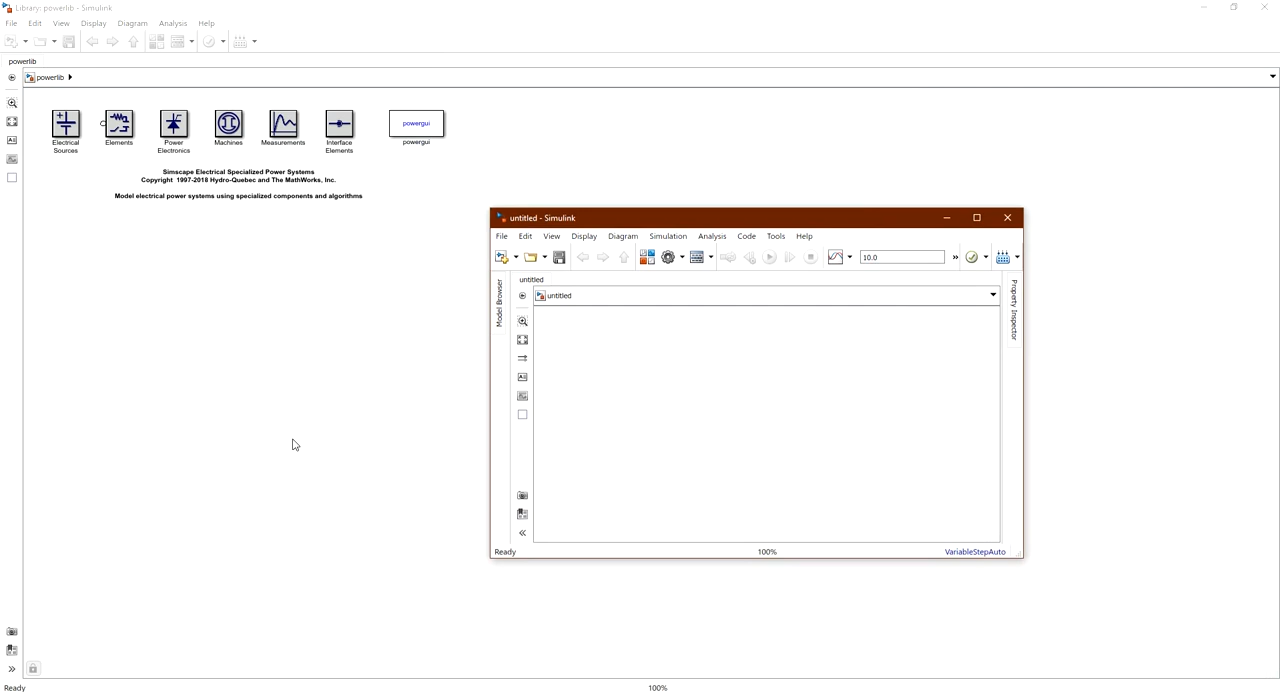 Library: powerlib - Simulink
File Edit View Display Diagram Analysis Help
powerlib
powerlib
Electrical Sources
Elements
Power Electronics
Machines
Measurements
Interface Elements
powergui
powergui
Simscape Electrical Specialized Power Systems
Copyright 1997-2018 Hydro-Quebec and The MathWorks, Inc.
Model electrical power systems using specialized components and algorithms
untitled - Simulink
File Edit View Display Diagram Simulation Analysis Code Tools Help
10.0 »
untitled
untitled
Model Browser
Property Inspector
Ready 100% VariableStepAuto
Ready 100%